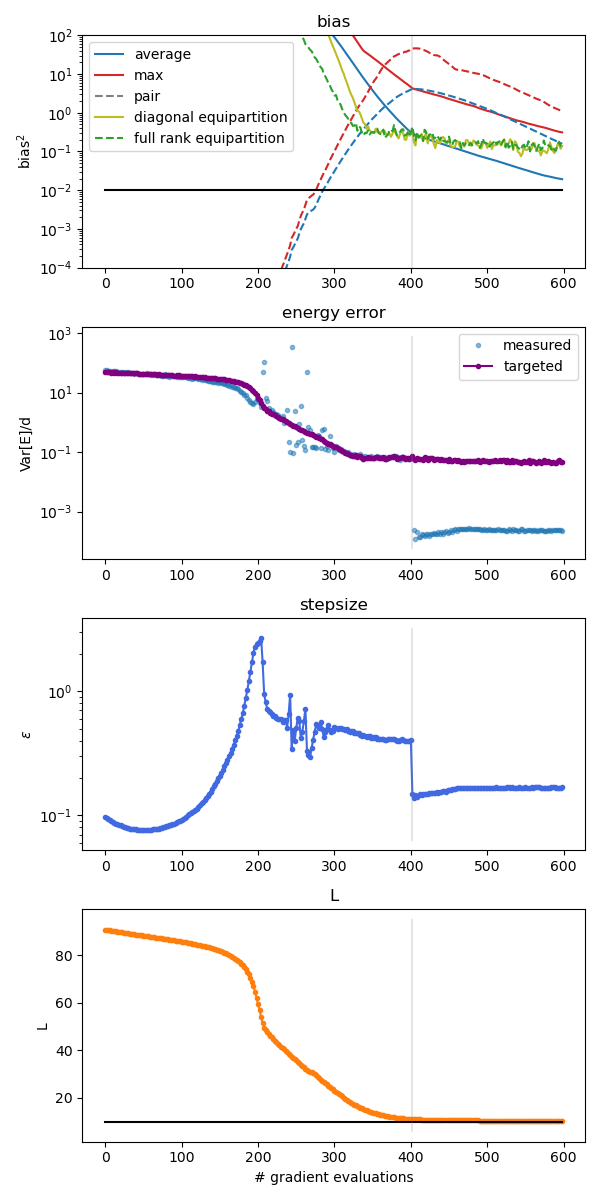 bias
10²
10¹
10⁰
10⁻¹
10⁻²
10⁻³
10⁻⁴
bias²
average
max
pair
diagonal equipartition
full rank equipartition
0 100 200 300 400 500 600
energy error
10³
10¹
10⁻¹
10⁻³
Var[E]/d
measured
targeted
0 100 200 300 400 500 600
stepsize
10⁰
10⁻¹
ε
0 100 200 300 400 500 600
L
80
60
40
20
L
0 100 200 300 400 500 600
# gradient evaluations